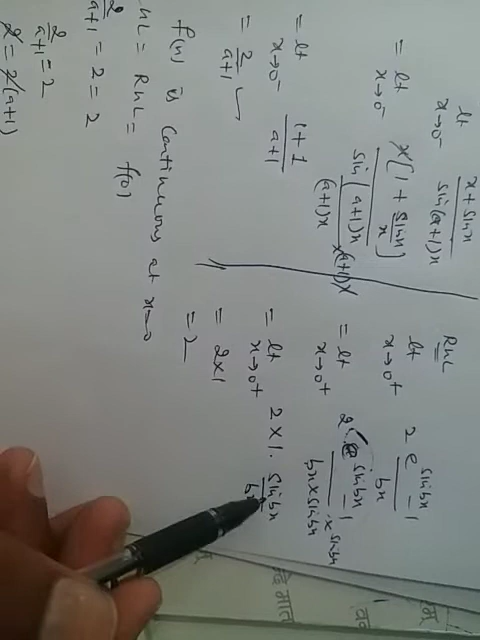 lt x→0⁻ (x + sin x) / sin(a+1)x
= lt x→0⁻ x(1 + sin x / x) / (sin(a+1)x / (a+1)x × (a+1)x)
= lt x→0⁻ (1+1) / (a+1)
= 2 / (a+1)
f(x) is continuous at x=0
LHL = RHL = f(0)
2/(a+1) = 2 = 2
2/(a+1) = 2
2 = 2(a+1)
RHL
lt x→0⁺ 2 (e^(sin bx) − 1) / bx
= lt x→0⁺ 2 (e^(sin bx) − 1) / (bx × sin bx) × sin bx
= lt x→0⁺ 2 × 1 · sin bx / bx
= 2×1
= 2